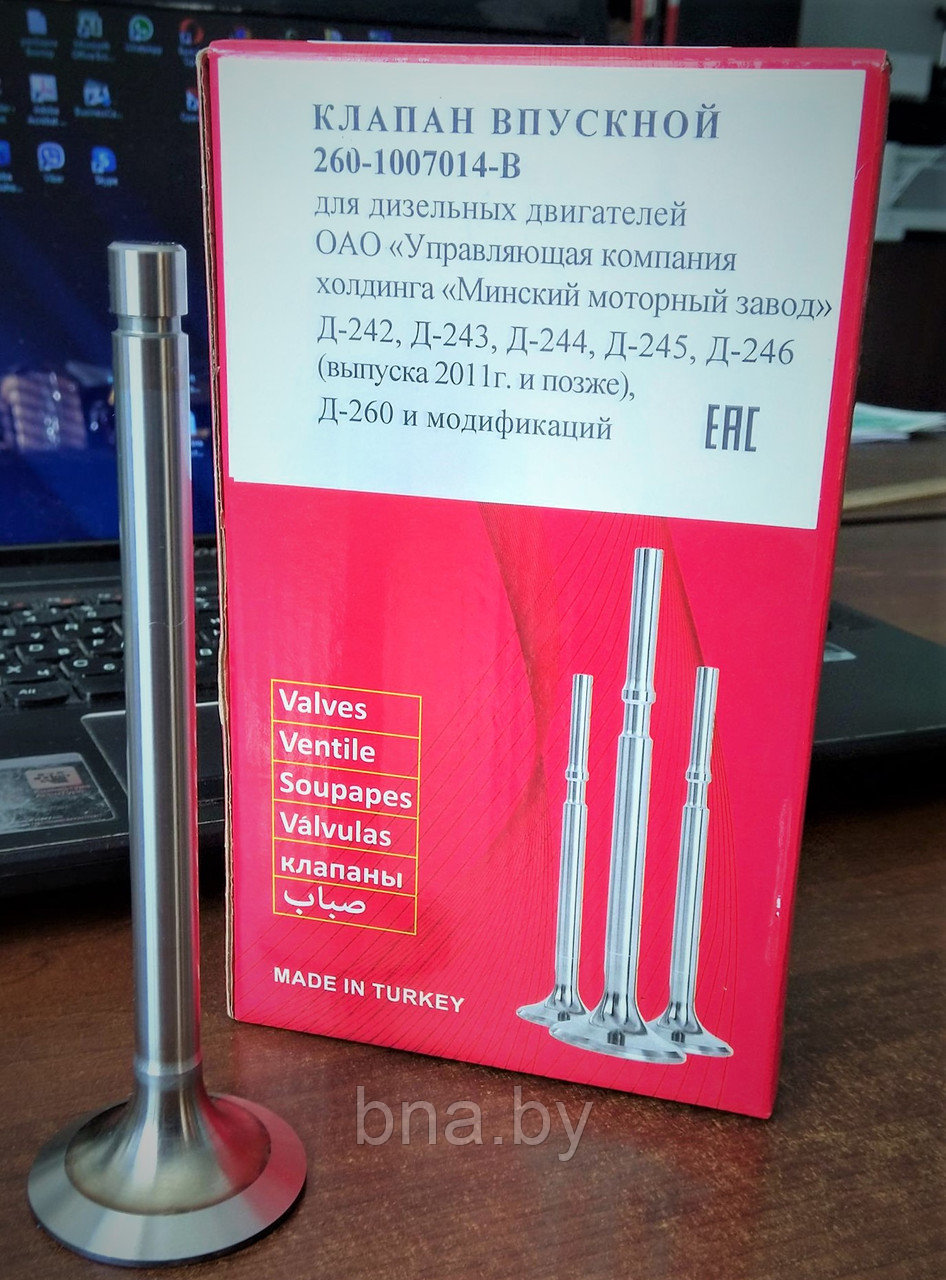 КЛАПАН ВПУСКНОЙ
260-1007014-В
для дизельных двигателей
ОАО «Управляющая компания
холдинга «Минский моторный завод»
Д-242, Д-243, Д-244, Д-245, Д-246
(выпуска 2011г. и позже),
Д-260 и модификаций
EAC
Valves
Ventile
Soupapes
Válvulas
клапаны
صباب
MADE IN TURKEY
bna.by